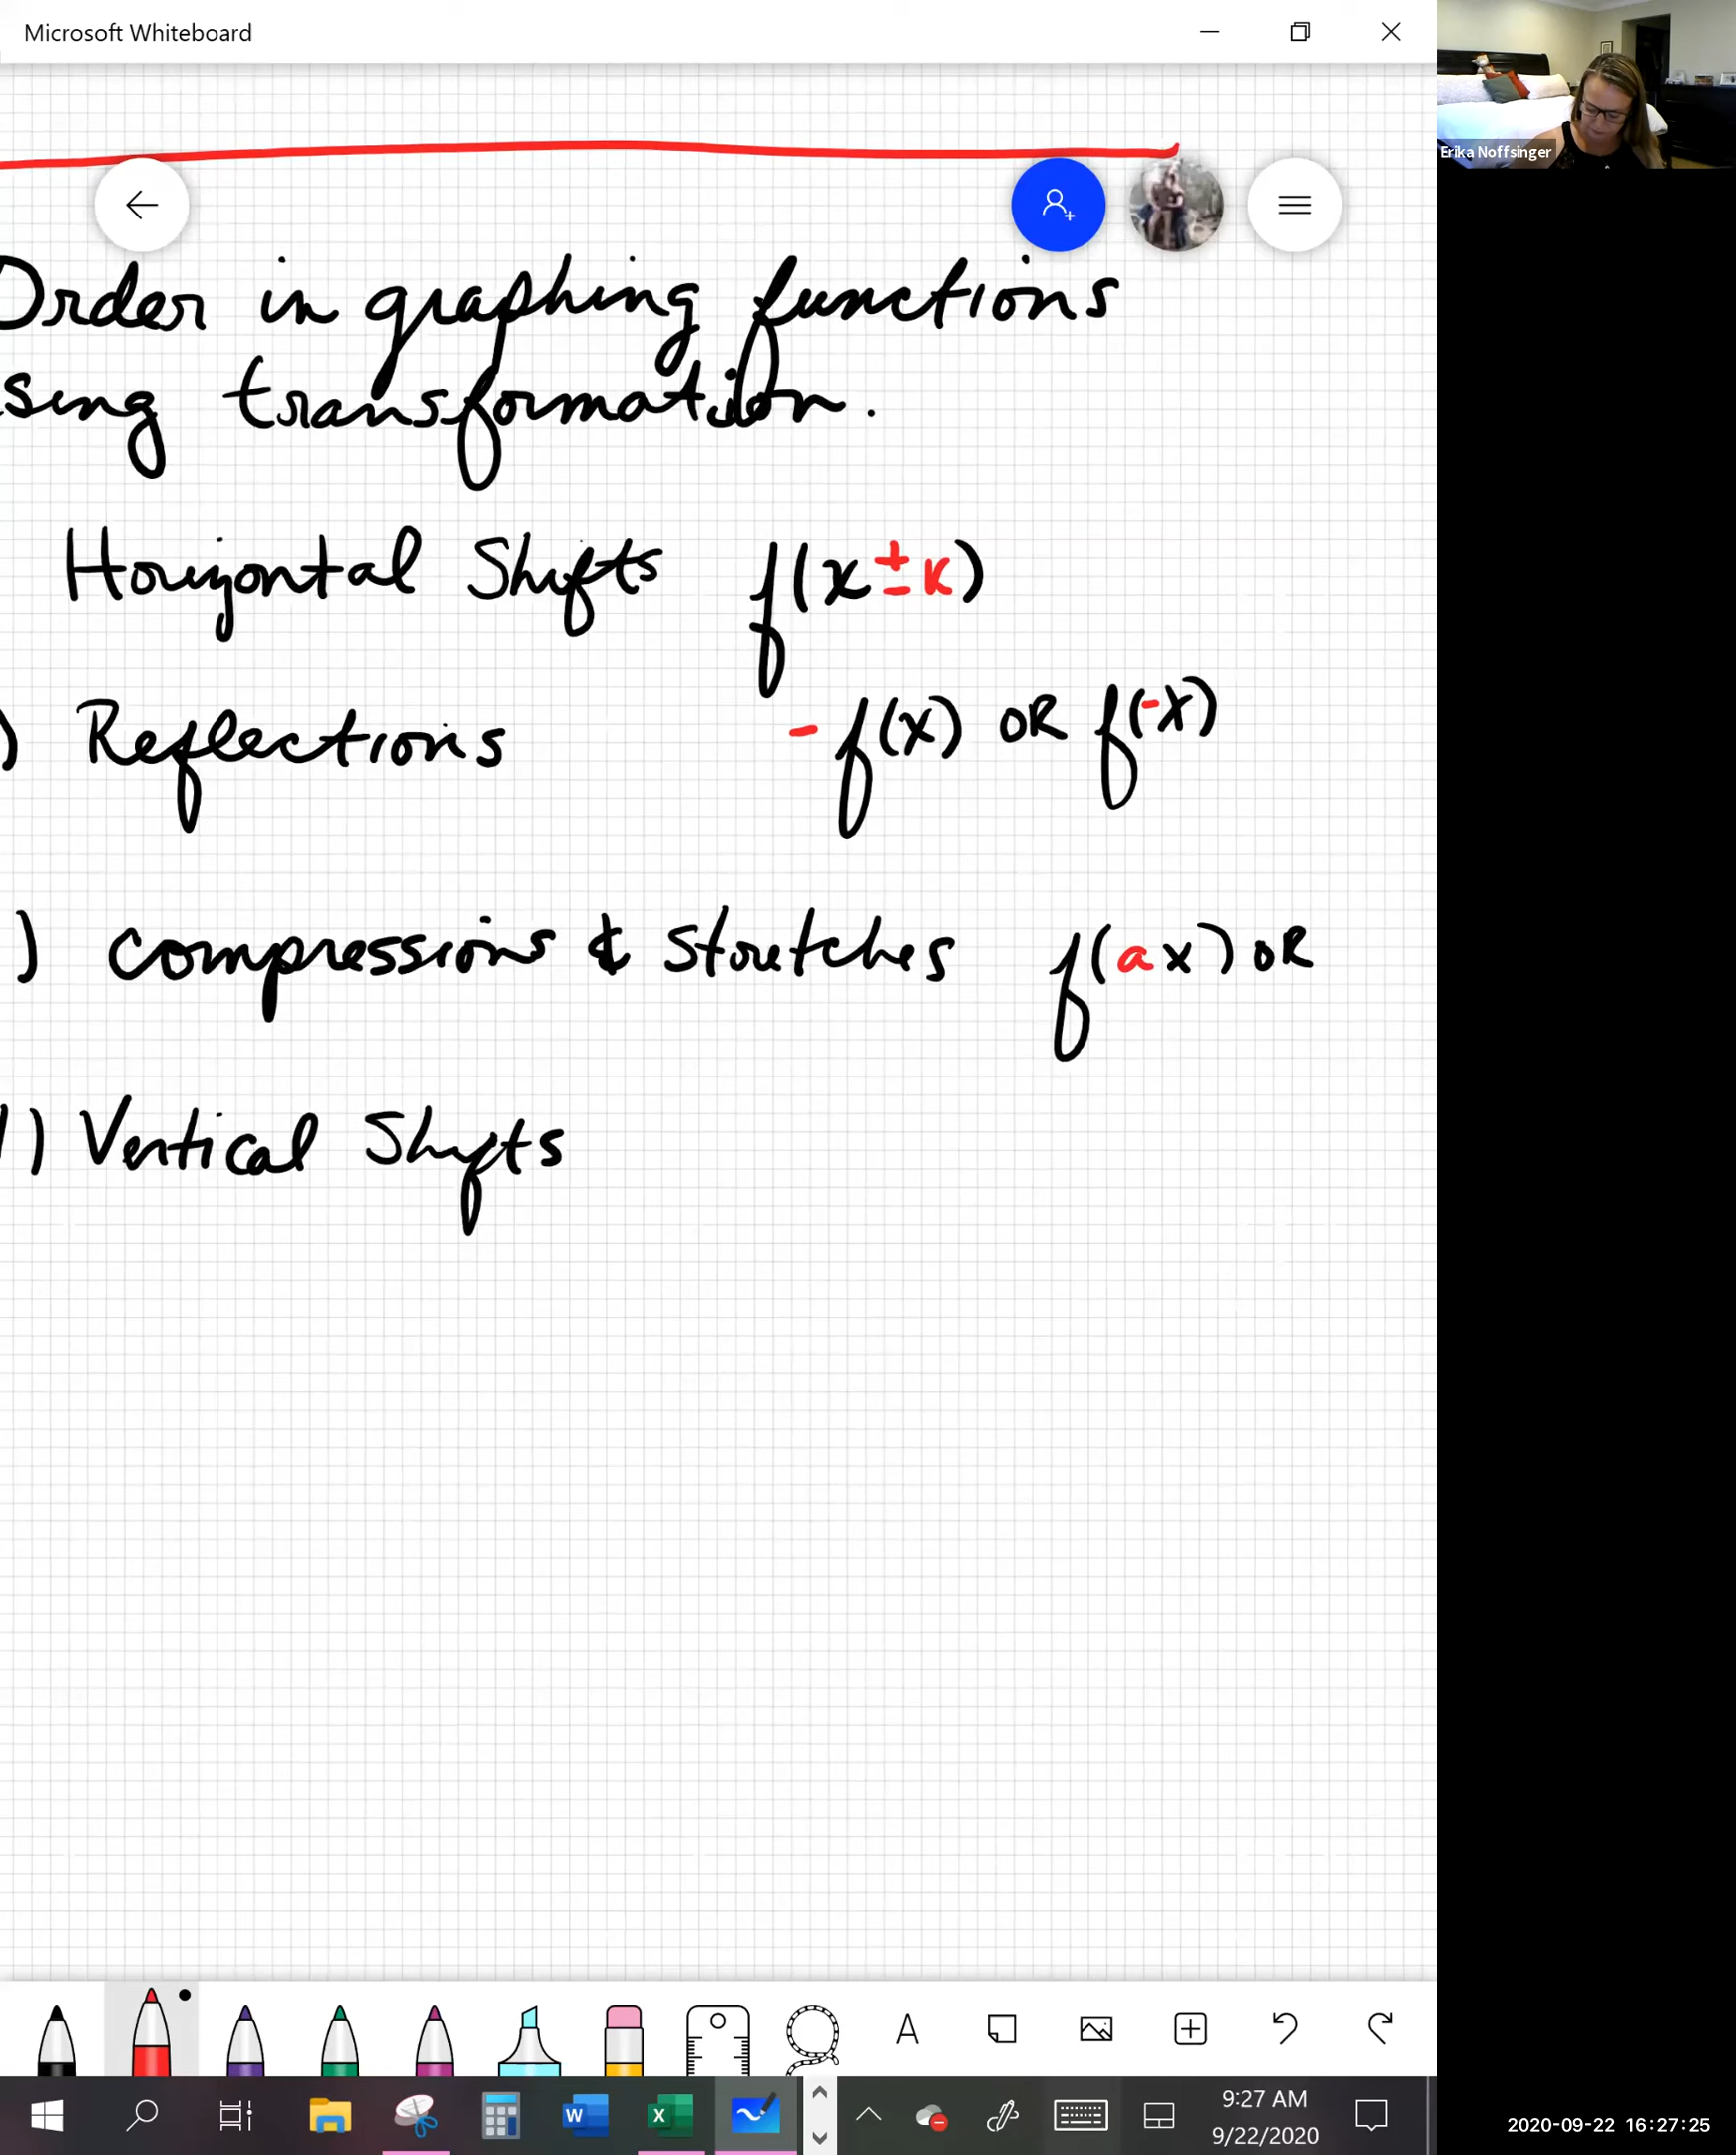 Microsoft Whiteboard
Erika Noffsinger
Order in graphing functions
sing transformation.
Horizontal Shifts f(x ± k)
) Reflections - f(x) OR f(-x)
) Compressions & Stretches f(ax) OR
) Vertical Shifts
9:27 AM
9/22/2020
2020-09-22 16:27:25